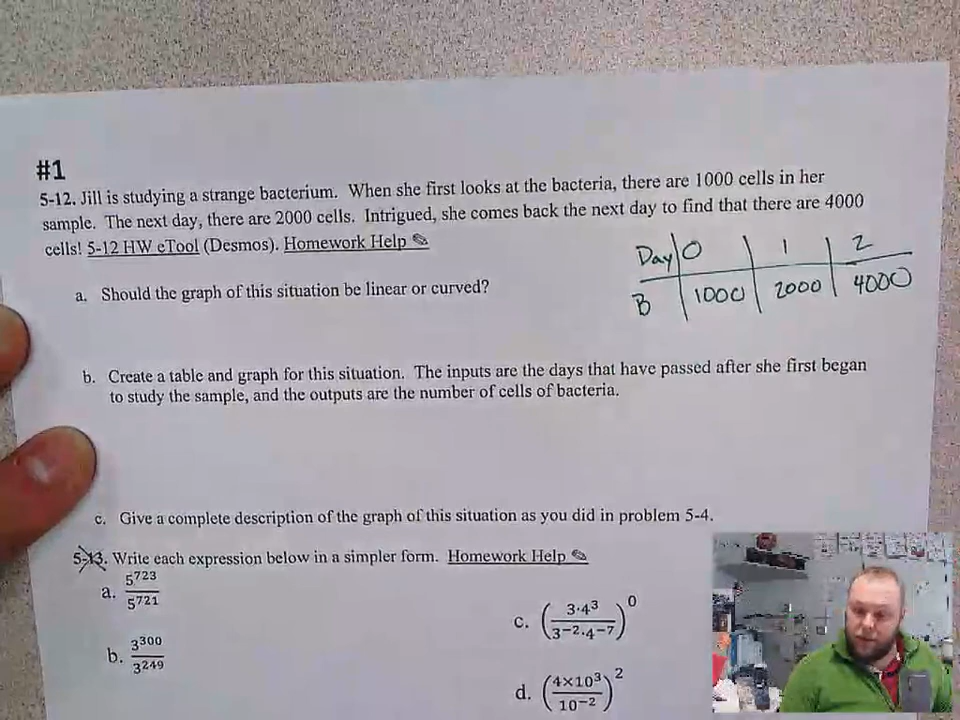 #1
5-12. Jill is studying a strange bacterium. When she first looks at the bacteria, there are 1000 cells in her
sample. The next day, there are 2000 cells. Intrigued, she comes back the next day to find that there are 4000
cells! 5-12 HW eTool (Desmos). Homework Help ✎
Day 0 1 2
B 1000 2000 4000
a. Should the graph of this situation be linear or curved?
b. Create a table and graph for this situation. The inputs are the days that have passed after she first began
to study the sample, and the outputs are the number of cells of bacteria.
c. Give a complete description of the graph of this situation as you did in problem 5-4.
5-13. Write each expression below in a simpler form. Homework Help ✎
a. 5^723 / 5^721
b. 3^300 / 3^249
c. (3·4^3 / 3^−2·4^−7)^0
d. (4×10^3 / 10^−2)^2